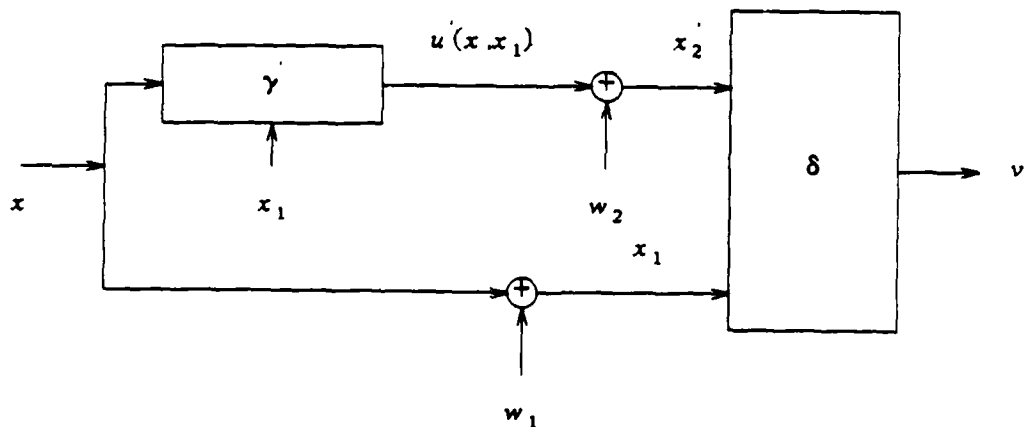 u'(x,x₁)
x₂'
γ'
+
δ
v
x
x₁
w₂
x₁
+
w₁